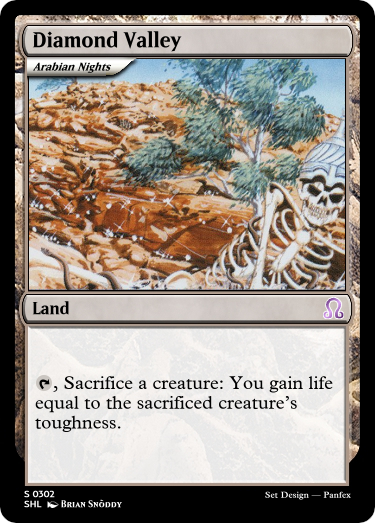 Diamond Valley
Arabian Nights
Land
, Sacrifice a creature: You gain life
equal to the sacrificed creature's
toughness.
S 0302
SHL Brian Snõddy
Set Design — Panfex